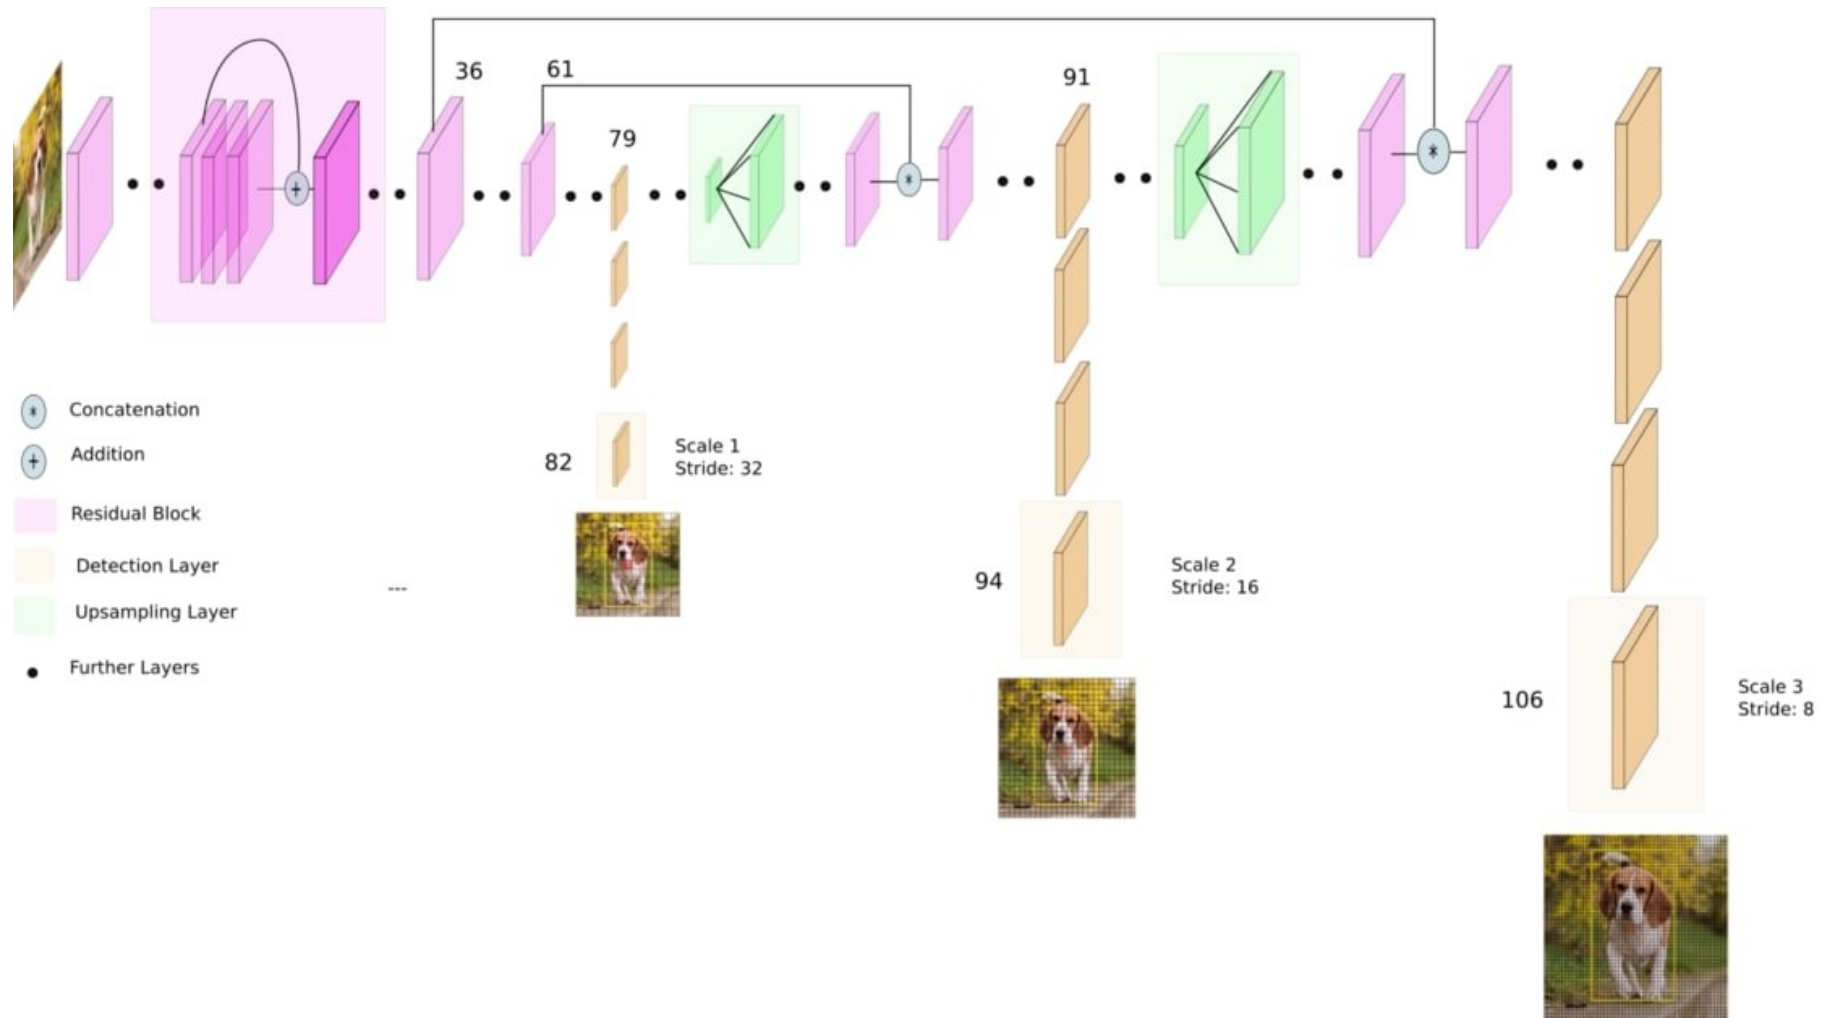 36
61
91
79
Concatenation
Addition
Residual Block
Detection Layer
Upsampling Layer
Further Layers
---
82
Scale 1
Stride: 32
94
Scale 2
Stride: 16
106
Scale 3
Stride: 8
*
+
*
*
+
*